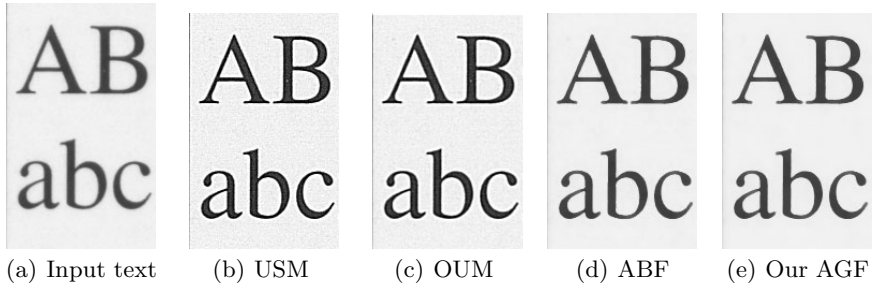 AB AB AB AB AB
abc abc abc abc abc
(a) Input text (b) USM (c) OUM (d) ABF (e) Our AGF